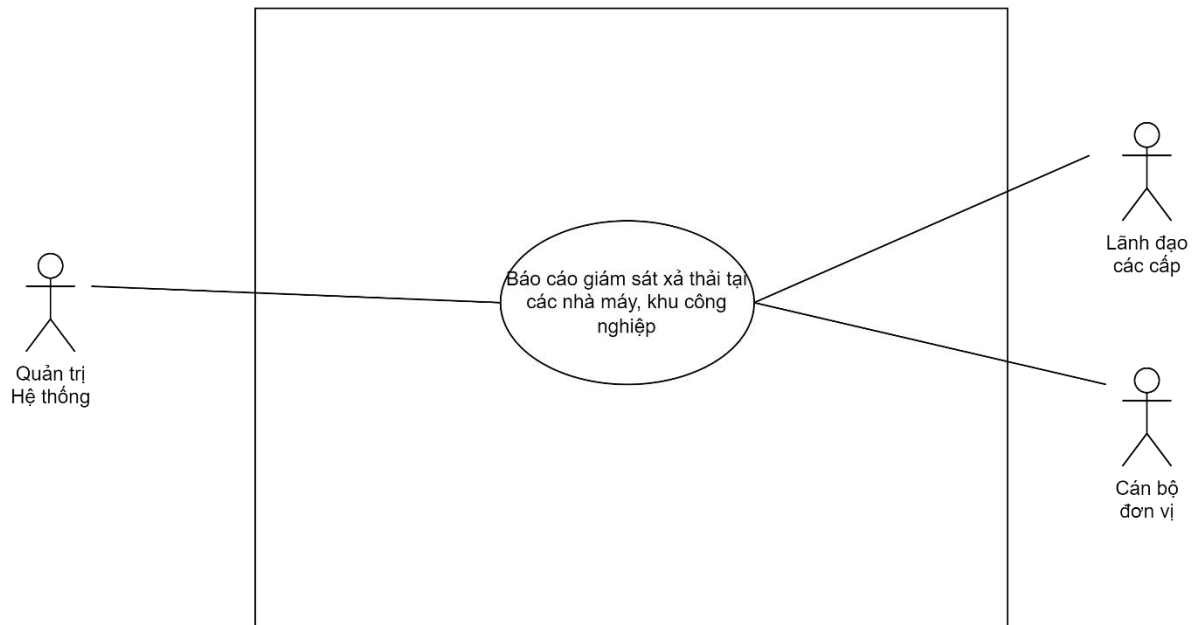 Báo cáo giám sát xả thải tại
các nhà máy, khu công
nghiệp
Quản trị
Hệ thống
Lãnh đạo
các cấp
Cán bộ
đơn vị